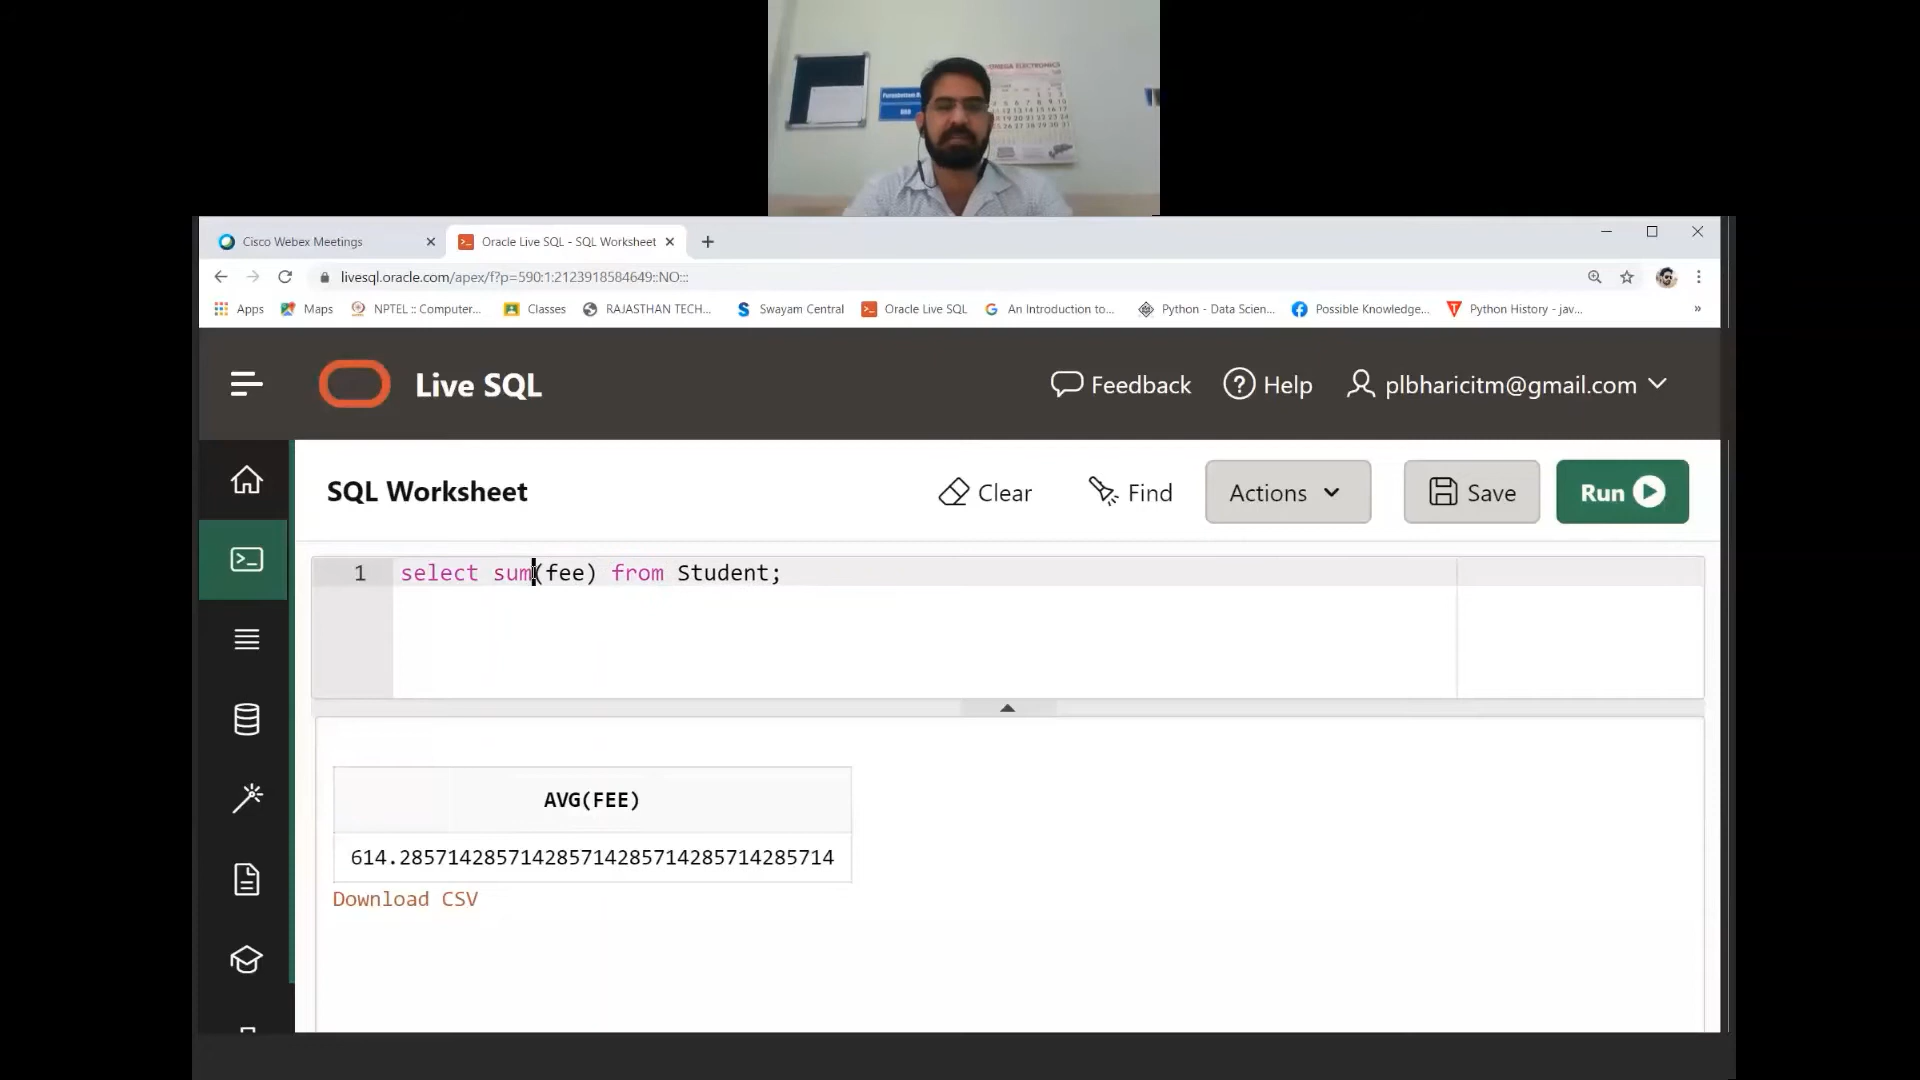 OMEGA ELECTRONICS
Cisco Webex Meetings
Oracle Live SQL - SQL Worksheet
livesql.oracle.com/apex/f?p=590:1:2123918584649::NO:::
Apps Maps NPTEL :: Computer... Classes RAJASTHAN TECH... Swayam Central Oracle Live SQL An Introduction to... Python - Data Scien... Possible Knowledge... Python History - jav... »
Live SQL
Feedback Help plbharicitm@gmail.com
SQL Worksheet
Clear Find Actions Save Run
1 select sum(fee) from Student;
AVG(FEE)
614.285714285714285714285714285714285714
Download CSV